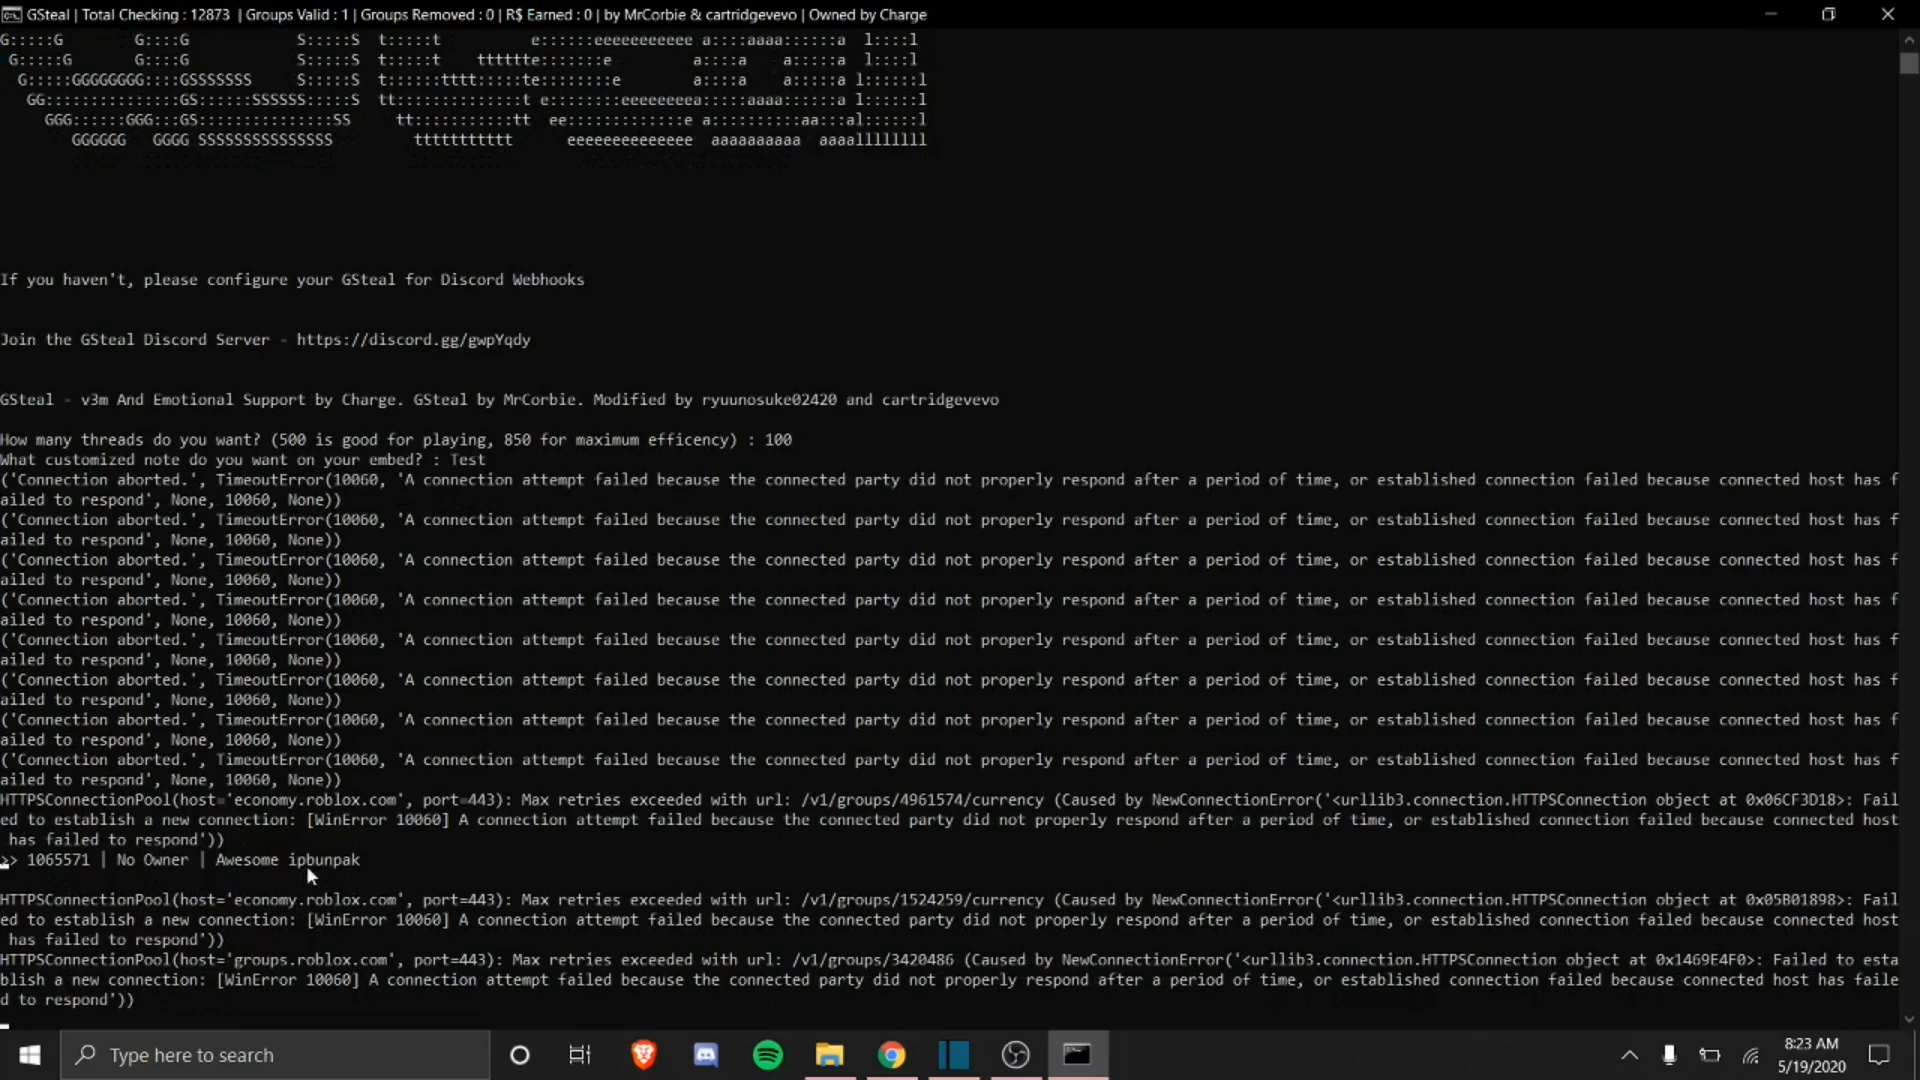 GSteal | Total Checking : 12873 | Groups Valid : 1 | Groups Removed : 0 | R$ Earned : 0 | by MrCorbie & cartridgevevo | Owned by Charge
G:::::G        G::::G            S:::::S  t:::::t          e::::::eeeeeeeeeee a::::aaaa::::::a  l::::l
G:::::G       G::::G            S:::::S  t:::::t    ttttttte:::::::e         a::::a    a:::::a  l::::l
G:::::GGGGGGGG::::GSSSSSSS     S:::::S  t::::::tttt:::::te::::::::e        a::::a    a:::::a l::::::l
GG:::::::::::::::GS::::::SSSSSS:::::S  tt::::::::::::::t e::::::::eeeeeeeea:::::aaaa::::::a l::::::l
GGG::::::GGG:::GS:::::::::::::::SS     tt:::::::::::tt  ee:::::::::::::e a::::::::::aa:::al::::::l
GGGGGG   GGGG SSSSSSSSSSSSSSS         ttttttttttt      eeeeeeeeeeeeee  aaaaaaaaaa  aaaallllllll
If you haven't, please configure your GSteal for Discord Webhooks
Join the GSteal Discord Server - https://discord.gg/gwpYqdy
GSteal - v3m And Emotional Support by Charge. GSteal by MrCorbie. Modified by ryuunosuke02420 and cartridgevevo
How many threads do you want? (500 is good for playing, 850 for maximum efficency) : 100
What customized note do you want on your embed? : Test
('Connection aborted.', TimeoutError(10060, 'A connection attempt failed because the connected party did not properly respond after a period of time, or established connection failed because connected host has f
ailed to respond', None, 10060, None))
('Connection aborted.', TimeoutError(10060, 'A connection attempt failed because the connected party did not properly respond after a period of time, or established connection failed because connected host has f
ailed to respond', None, 10060, None))
('Connection aborted.', TimeoutError(10060, 'A connection attempt failed because the connected party did not properly respond after a period of time, or established connection failed because connected host has f
ailed to respond', None, 10060, None))
('Connection aborted.', TimeoutError(10060, 'A connection attempt failed because the connected party did not properly respond after a period of time, or established connection failed because connected host has f
ailed to respond', None, 10060, None))
('Connection aborted.', TimeoutError(10060, 'A connection attempt failed because the connected party did not properly respond after a period of time, or established connection failed because connected host has f
ailed to respond', None, 10060, None))
('Connection aborted.', TimeoutError(10060, 'A connection attempt failed because the connected party did not properly respond after a period of time, or established connection failed because connected host has f
ailed to respond', None, 10060, None))
('Connection aborted.', TimeoutError(10060, 'A connection attempt failed because the connected party did not properly respond after a period of time, or established connection failed because connected host has f
ailed to respond', None, 10060, None))
('Connection aborted.', TimeoutError(10060, 'A connection attempt failed because the connected party did not properly respond after a period of time, or established connection failed because connected host has f
ailed to respond', None, 10060, None))
HTTPSConnectionPool(host='economy.roblox.com', port=443): Max retries exceeded with url: /v1/groups/4961574/currency (Caused by NewConnectionError('<urllib3.connection.HTTPSConnection object at 0x06CF3D18>: Fail
ed to establish a new connection: [WinError 10060] A connection attempt failed because the connected party did not properly respond after a period of time, or established connection failed because connected host
has failed to respond'))
>> 1065571 | No Owner | Awesome ipbunpak
HTTPSConnectionPool(host='economy.roblox.com', port=443): Max retries exceeded with url: /v1/groups/1524259/currency (Caused by NewConnectionError('<urllib3.connection.HTTPSConnection object at 0x05B01898>: Fail
ed to establish a new connection: [WinError 10060] A connection attempt failed because the connected party did not properly respond after a period of time, or established connection failed because connected host
has failed to respond'))
HTTPSConnectionPool(host='groups.roblox.com', port=443): Max retries exceeded with url: /v1/groups/3420486 (Caused by NewConnectionError('<urllib3.connection.HTTPSConnection object at 0x1469E4F0>: Failed to esta
blish a new connection: [WinError 10060] A connection attempt failed because the connected party did not properly respond after a period of time, or established connection failed because connected host has faile
d to respond'))
Type here to search
8:23 AM
5/19/2020